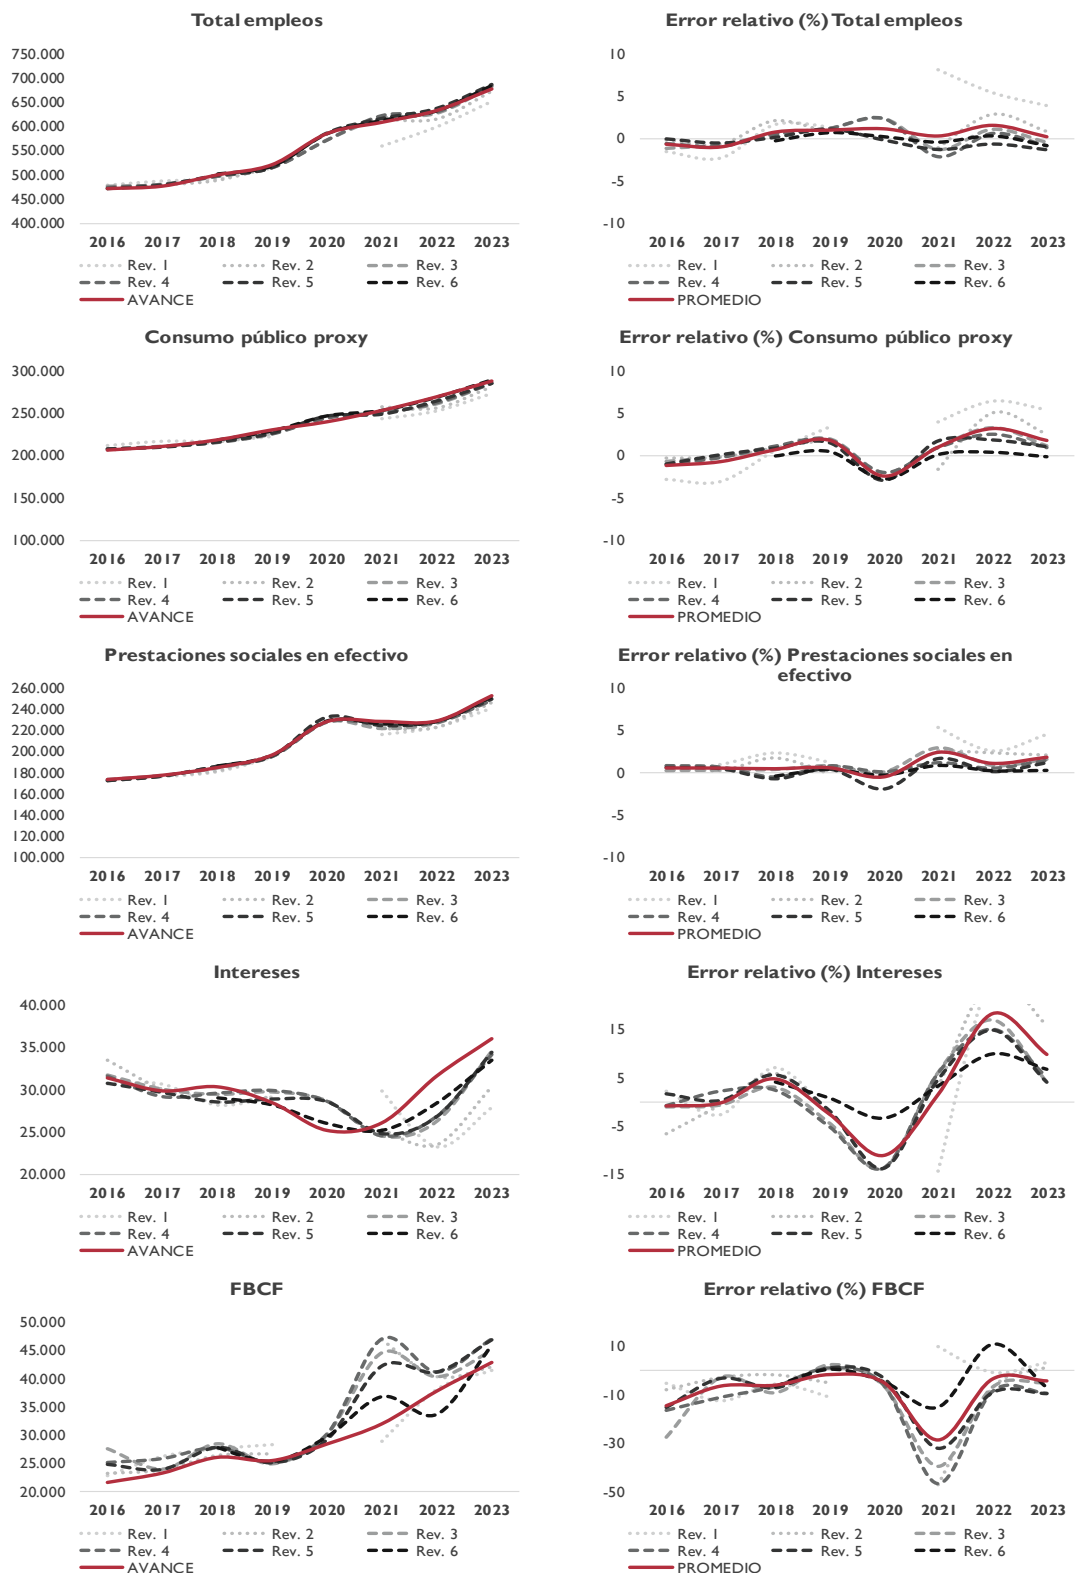 Total empleos
750.000
700.000
650.000
600.000
550.000
500.000
450.000
400.000
2016 2017 2018 2019 2020 2021 2022 2023
Rev. 1 Rev. 2 Rev. 3
Rev. 4 Rev. 5 Rev. 6
AVANCE
Error relativo (%) Total empleos
10
5
0
-5
-10
2016 2017 2018 2019 2020 2021 2022 2023
Rev. 1 Rev. 2 Rev. 3
Rev. 4 Rev. 5 Rev. 6
PROMEDIO
Consumo público proxy
300.000
250.000
200.000
150.000
100.000
2016 2017 2018 2019 2020 2021 2022 2023
Rev. 1 Rev. 2 Rev. 3
Rev. 4 Rev. 5 Rev. 6
AVANCE
Error relativo (%) Consumo público proxy
10
5
0
-5
-10
2016 2017 2018 2019 2020 2021 2022 2023
Rev. 1 Rev. 2 Rev. 3
Rev. 4 Rev. 5 Rev. 6
PROMEDIO
Prestaciones sociales en efectivo
260.000
240.000
220.000
200.000
180.000
160.000
140.000
120.000
100.000
2016 2017 2018 2019 2020 2021 2022 2023
Rev. 1 Rev. 2 Rev. 3
Rev. 4 Rev. 5 Rev. 6
AVANCE
Error relativo (%) Prestaciones sociales en
efectivo
10
5
0
-5
-10
2016 2017 2018 2019 2020 2021 2022 2023
Rev. 1 Rev. 2 Rev. 3
Rev. 4 Rev. 5 Rev. 6
PROMEDIO
Intereses
40.000
35.000
30.000
25.000
20.000
2016 2017 2018 2019 2020 2021 2022 2023
Rev. 1 Rev. 2 Rev. 3
Rev. 4 Rev. 5 Rev. 6
AVANCE
Error relativo (%) Intereses
15
5
-5
-15
2016 2017 2018 2019 2020 2021 2022 2023
Rev. 1 Rev. 2 Rev. 3
Rev. 4 Rev. 5 Rev. 6
PROMEDIO
FBCF
50.000
45.000
40.000
35.000
30.000
25.000
20.000
2016 2017 2018 2019 2020 2021 2022 2023
Rev. 1 Rev. 2 Rev. 3
Rev. 4 Rev. 5 Rev. 6
AVANCE
Error relativo (%) FBCF
10
-10
-30
-50
2016 2017 2018 2019 2020 2021 2022 2023
Rev. 1 Rev. 2 Rev. 3
Rev. 4 Rev. 5 Rev. 6
PROMEDIO